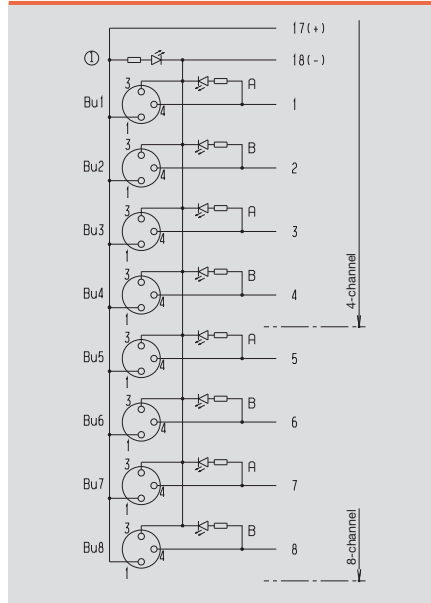 17(+)
I 18(-)
3 A
Bu1 4 1
1
3 B
Bu2 4 2
1
3 A
Bu3 4 3
1
3 B
Bu4 4 4
1
4-channel
3 A
Bu5 4 5
1
3 B
Bu6 4 6
1
3 A
Bu7 4 7
1
3 B
Bu8 4 8
1
8-channel